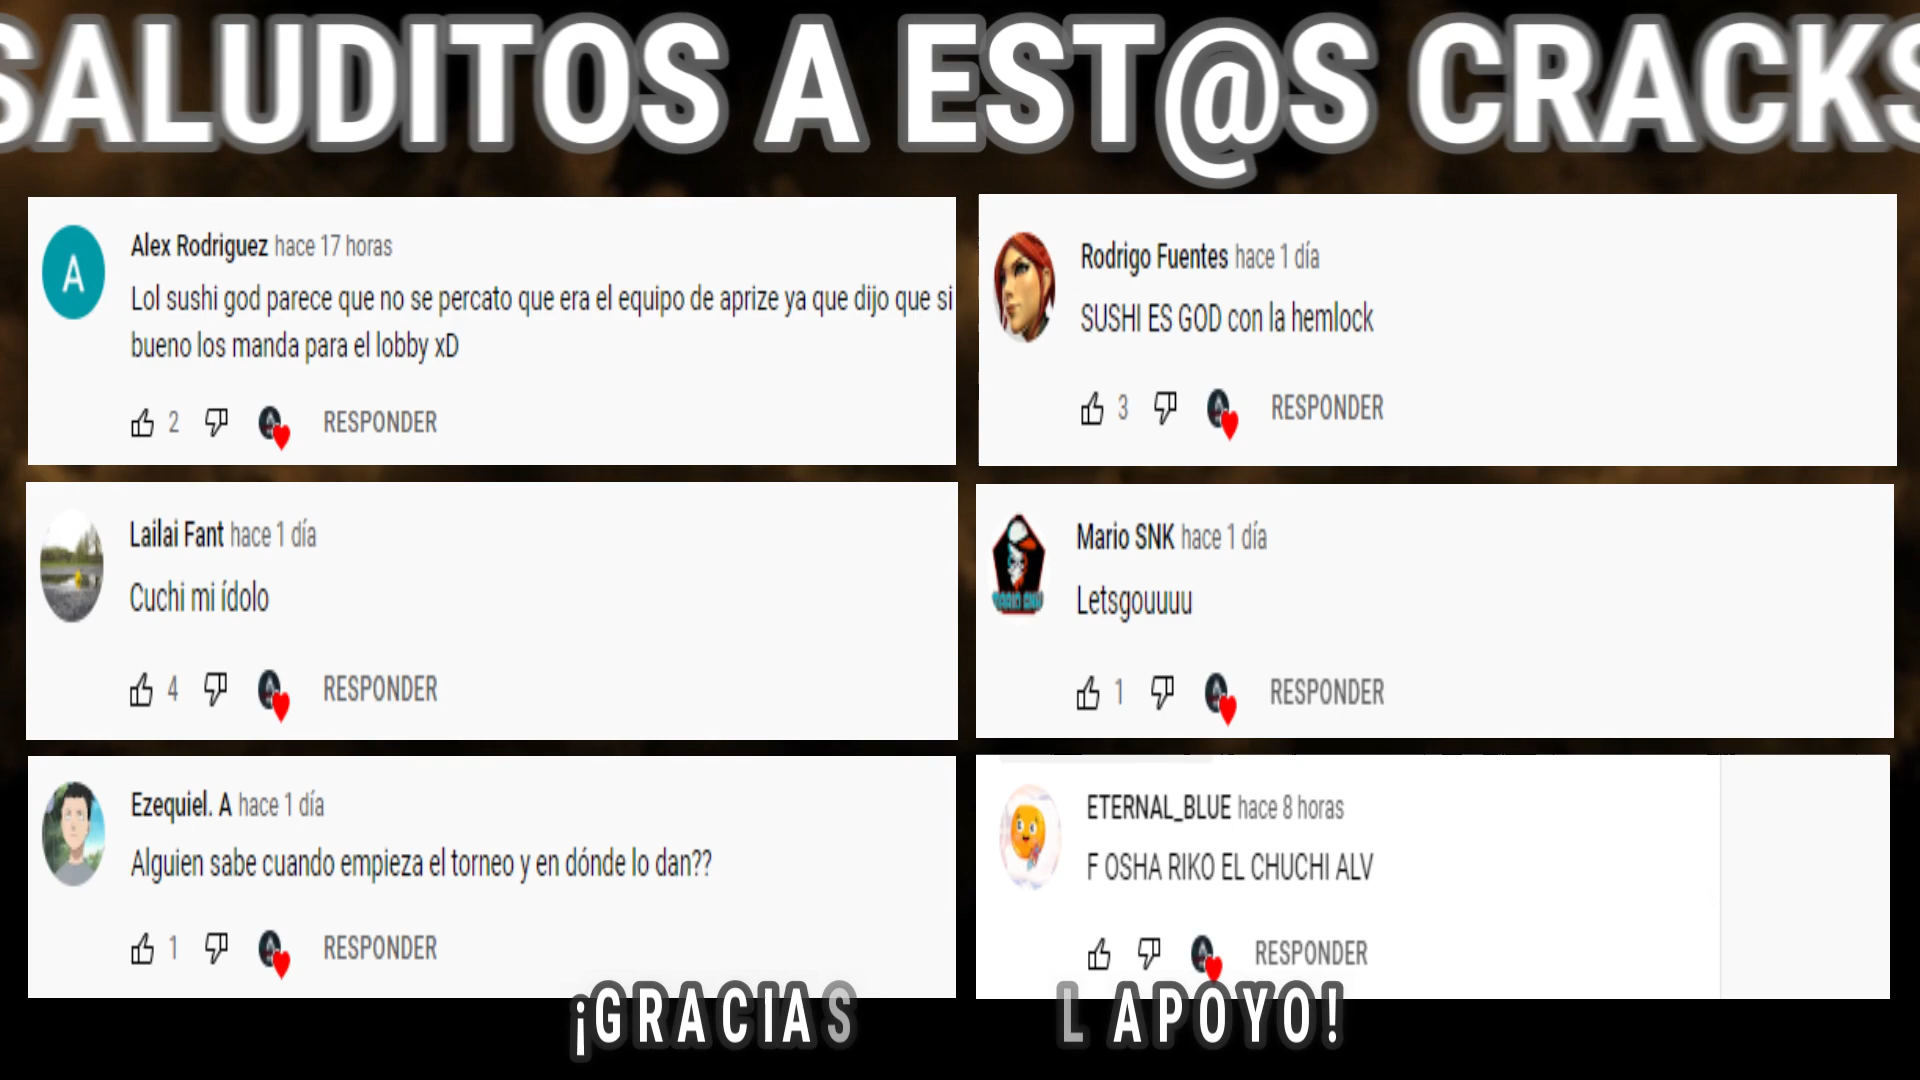 SALUDITOS A EST@S CRACKS
A
Alex Rodriguez hace 17 horas
Lol sushi god parece que no se percato que era el equipo de aprize ya que dijo que si
bueno los manda para el lobby xD
2 RESPONDER
Rodrigo Fuentes hace 1 día
SUSHI ES GOD con la hemlock
3 RESPONDER
Lailai Fant hace 1 día
Cuchi mi ídolo
4 RESPONDER
Mario SNK hace 1 día
Letsgouuuu
1 RESPONDER
Ezequiel. A hace 1 día
Alguien sabe cuando empieza el torneo y en dónde lo dan??
1 RESPONDER
ETERNAL_BLUE hace 8 horas
F OSHA RIKO EL CHUCHI ALV
RESPONDER
¡GRACIAS L APOYO!